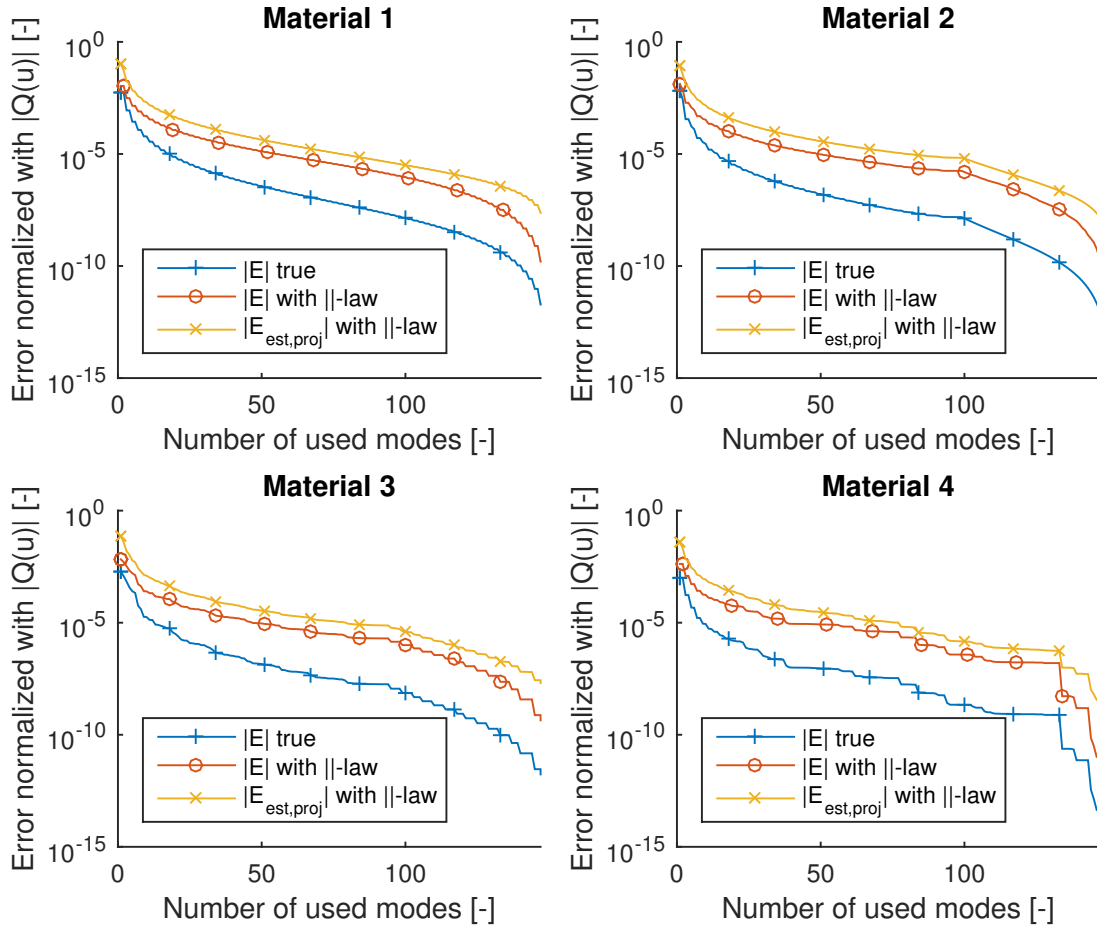 Material 1
Error normalized with |Q(u)| [-]
10^0
10^-5
10^-10
10^-15
|E| true
|E| with ||-law
|E_est,proj| with ||-law
0 50 100
Number of used modes [-]
Material 2
Error normalized with |Q(u)| [-]
10^0
10^-5
10^-10
10^-15
|E| true
|E| with ||-law
|E_est,proj| with ||-law
0 50 100
Number of used modes [-]
Material 3
Error normalized with |Q(u)| [-]
10^0
10^-5
10^-10
10^-15
|E| true
|E| with ||-law
|E_est,proj| with ||-law
0 50 100
Number of used modes [-]
Material 4
Error normalized with |Q(u)| [-]
10^0
10^-5
10^-10
10^-15
|E| true
|E| with ||-law
|E_est,proj| with ||-law
0 50 100
Number of used modes [-]